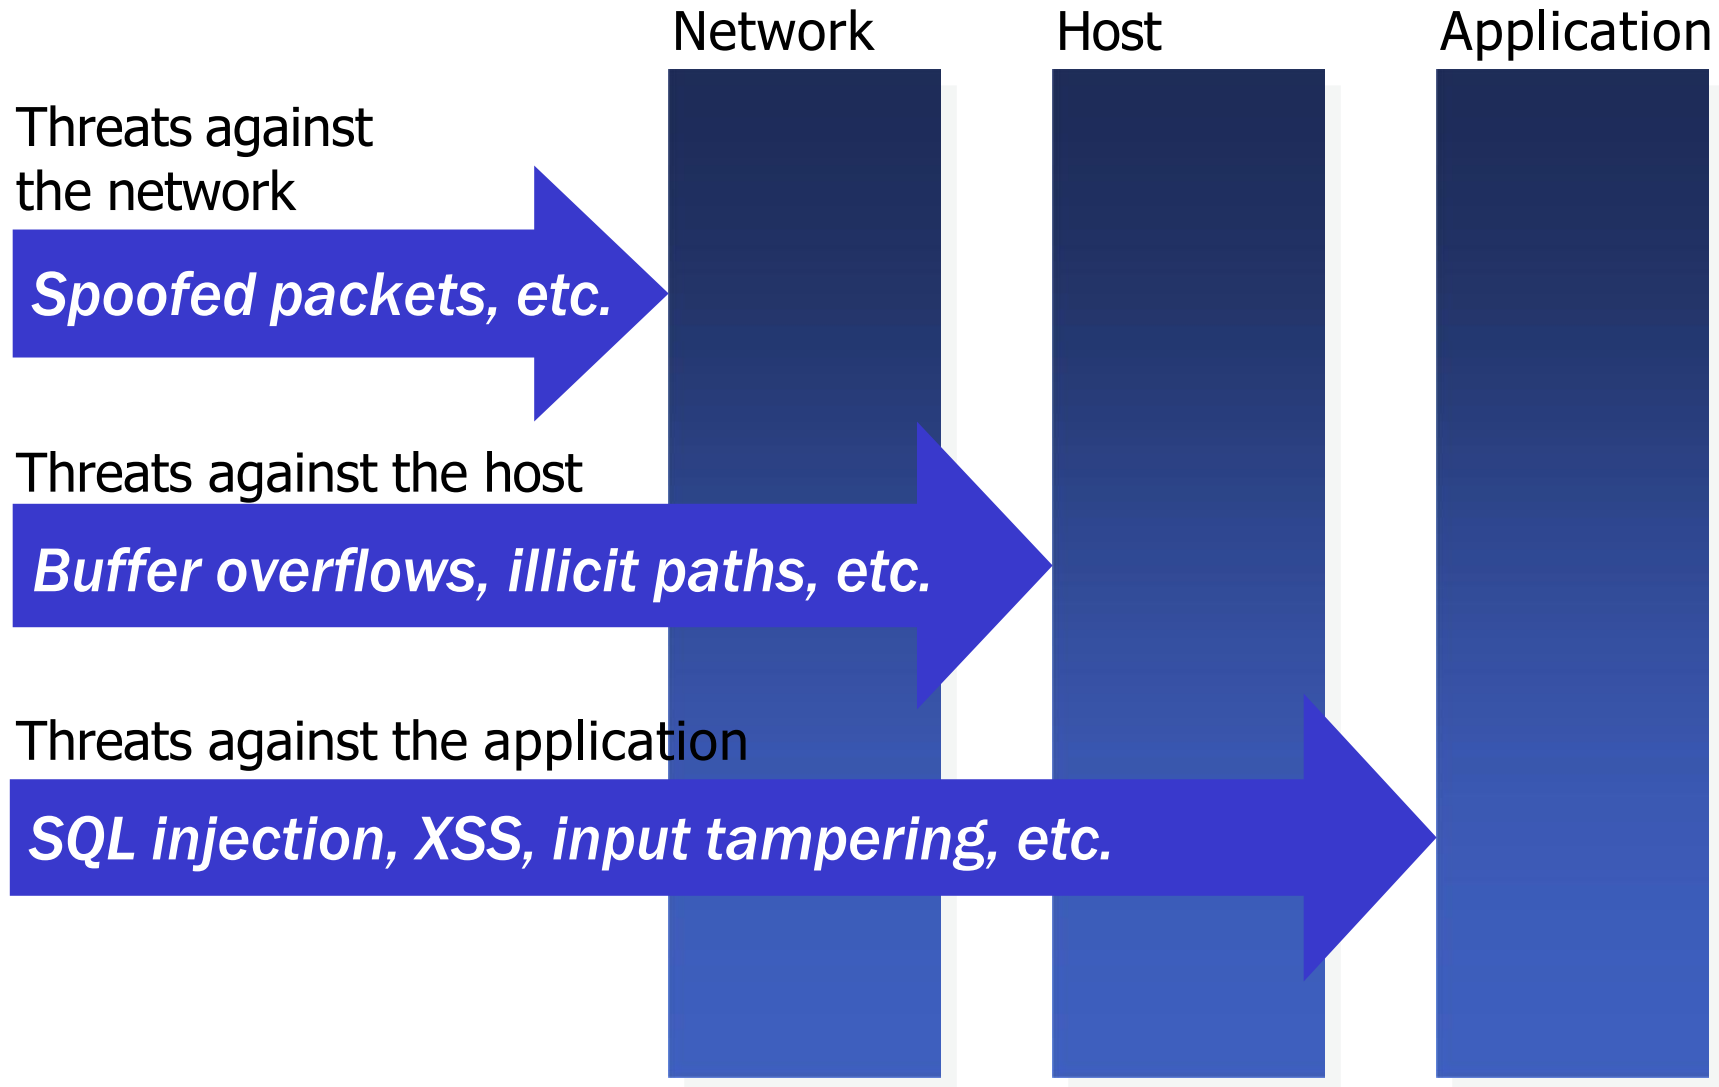 Network
Host
Application
Threats against
the network
Spoofed packets, etc.
Threats against the host
Buffer overflows, illicit paths, etc.
Threats against the application
SQL injection, XSS, input tampering, etc.